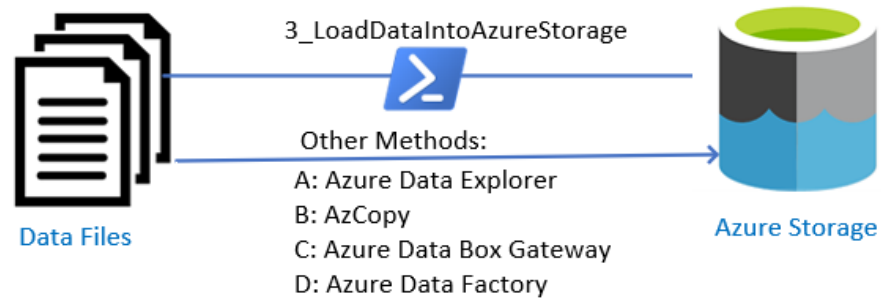 3_LoadDataIntoAzureStorage
Other Methods:
A: Azure Data Explorer
B: AzCopy
C: Azure Data Box Gateway
D: Azure Data Factory
Data Files
Azure Storage